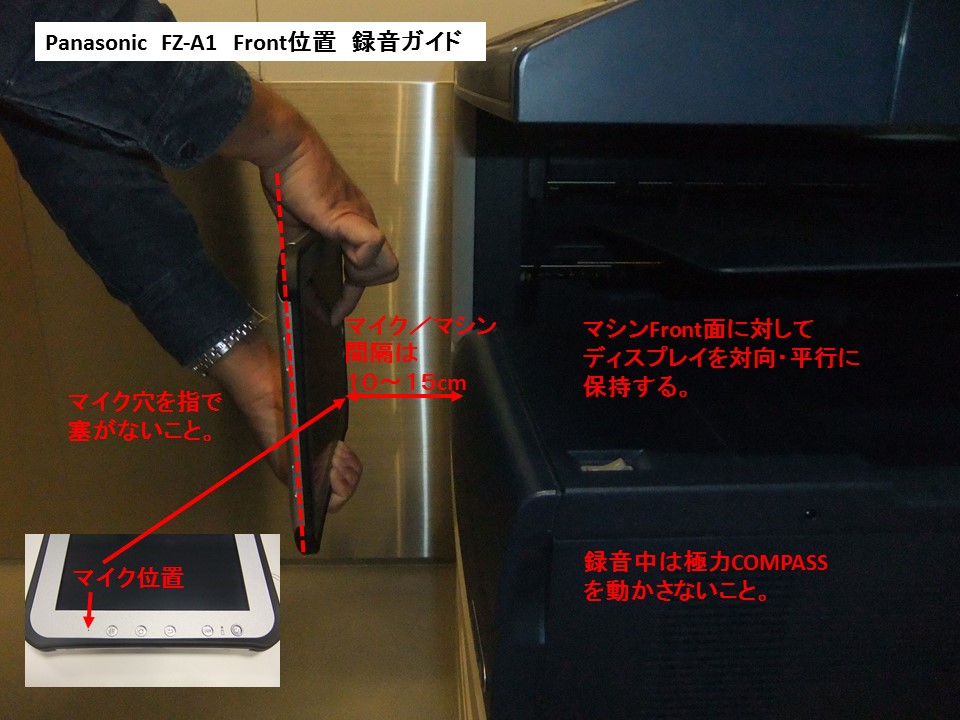 Panasonic FZ-A1 Front位置 録音ガイド
マイク／マシン
間隔は
１０～１５cm
マシンFront面に対して
ディスプレイを対向・平行に
保持する。
マイク穴を指で
塞がないこと。
マイク位置
録音中は極力COMPASS
を動かさないこと。